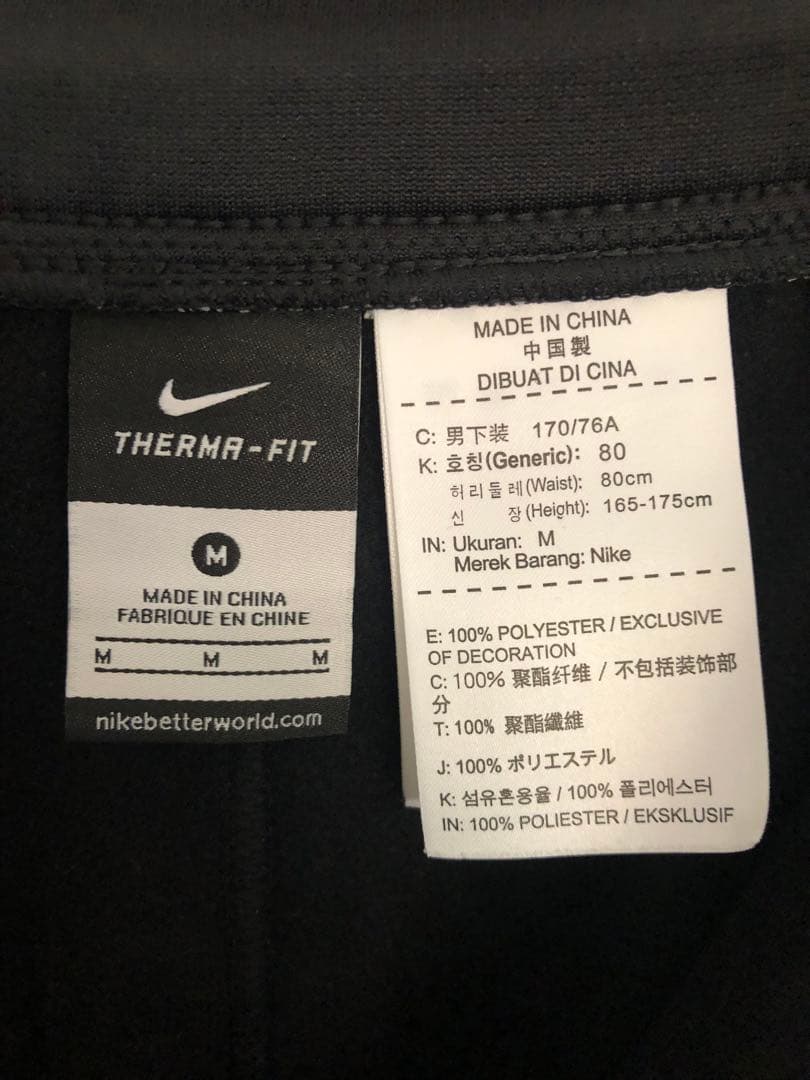 THERMA-FIT
M
MADE IN CHINA
FABRIQUE EN CHINE
M M M
nikebetterworld.com
MADE IN CHINA
中国製
DIBUAT DI CINA
C: 男下装 170/76A
K: 호칭(Generic): 80
허리둘레(Waist): 80cm
신 장(Height): 165-175cm
IN: Ukuran: M
Merek Barang: Nike
E: 100% POLYESTER / EXCLUSIVE
OF DECORATION
C: 100% 聚酯纤维 / 不包括装饰部
分
T: 100% 聚酯纖維
J: 100% ポリエステル
K: 섬유혼용율 / 100% 폴리에스터
IN: 100% POLIESTER / EKSKLUSIF